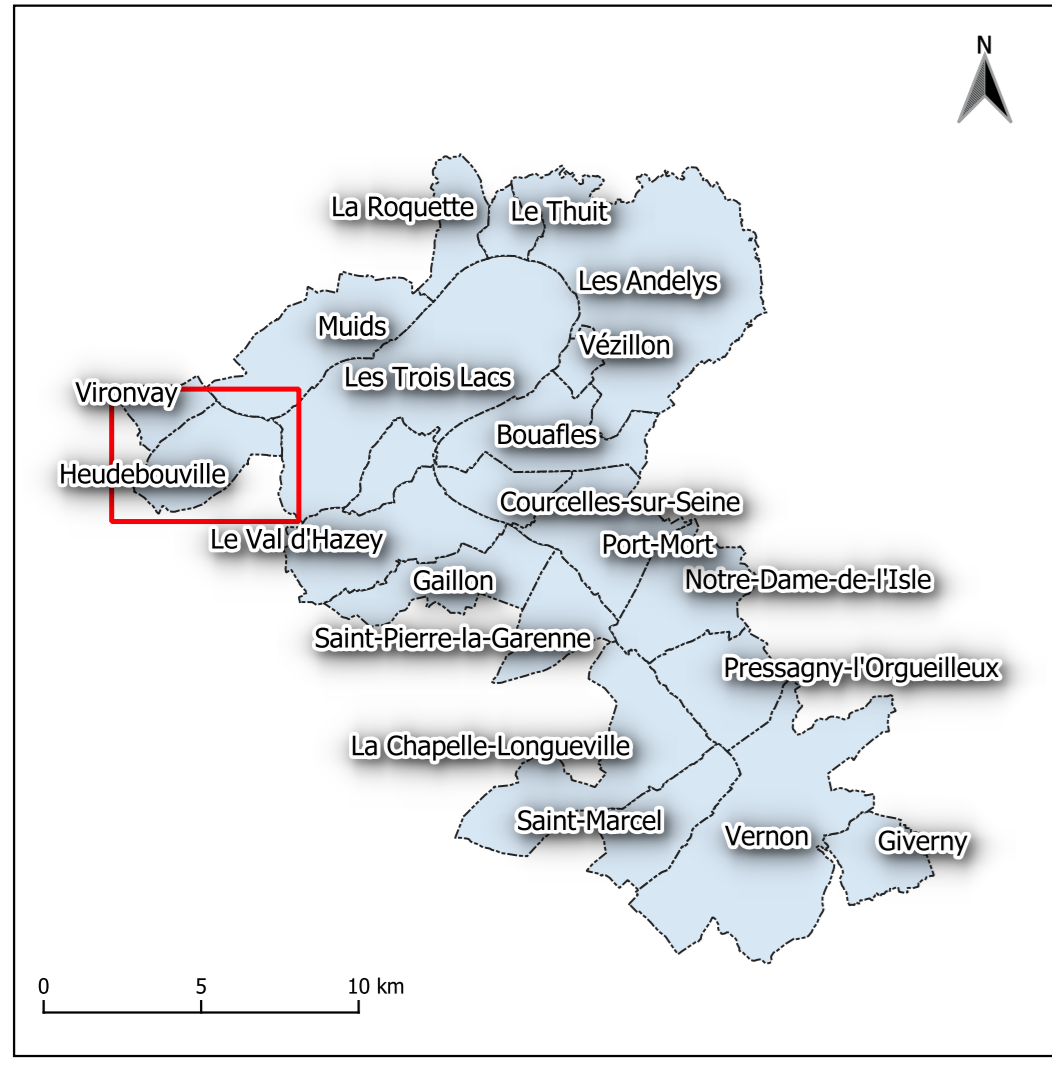 N
La Roquette
Le Thuit
Les Andelys
Muids
Vézillon
Les Trois Lacs
Vironvay
Bouafles
Heudebouville
Courcelles-sur-Seine
Le Val d'Hazey
Port-Mort
Gaillon
Notre-Dame-de-l'Isle
Saint-Pierre-la-Garenne
Pressagny-l'Orgueilleux
La Chapelle-Longueville
Saint-Marcel
Vernon
Giverny
0 5 10 km